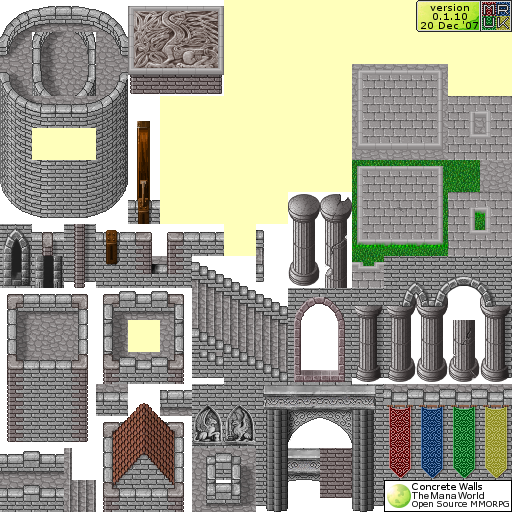 version
0.1.10
20 Dec '07
Concrete Walls
The Mana World
Open Source MMORPG